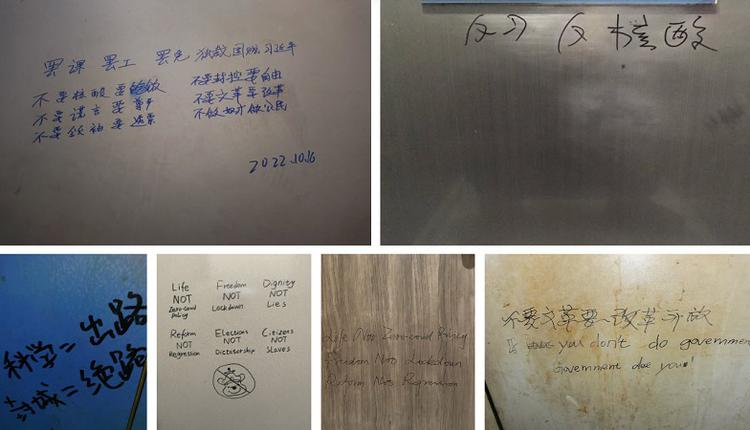 罢课 罢工 罢免独裁国贼习近平
不要核酸要吃饭
不要封控要自由
不要谎言要尊严
不要文革要改革
不要领袖要选票
不做奴才做公民
2022.10.16
反习 反核酸
科学=出路
封城=绝路
Life
NOT
Zero-covid
Policy
Freedom
NOT
Lockdown
Dignity
NOT
Lies
Reform
NOT
Regression
Elections
NOT
Dictatorship
Citizens
NOT
Slaves
Life Not Zero-covid Policy
Freedom Not Lockdown
Reform Not Regression
不要文革要改革
If you don't do government
Government does you!